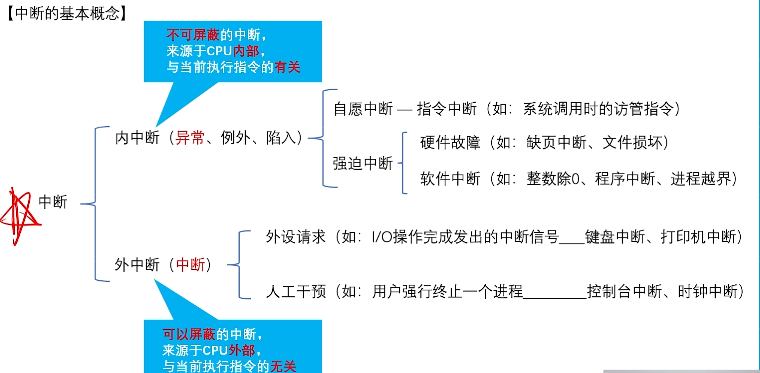 【中断的基本概念】
不可屏蔽的中断，
来源于CPU内部，
与当前执行指令的有关
自愿中断 — 指令中断（如：系统调用时的访管指令）
内中断（异常、例外、陷入）
硬件故障（如：缺页中断、文件损坏）
强迫中断
软件中断（如：整数除0、程序中断、进程越界）
中断
外设请求（如：I/O操作完成发出的中断信号___键盘中断、打印机中断）
外中断（中断）
人工干预（如：用户强行终止一个进程_______控制台中断、时钟中断）
可以屏蔽的中断，
来源于CPU外部，
与当前执行指令的无关